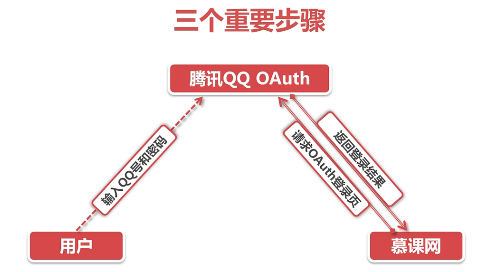 三个重要步骤
腾讯QQ OAuth
输入QQ号和密码
请求OAuth登录页
返回登录结果
用户
慕课网